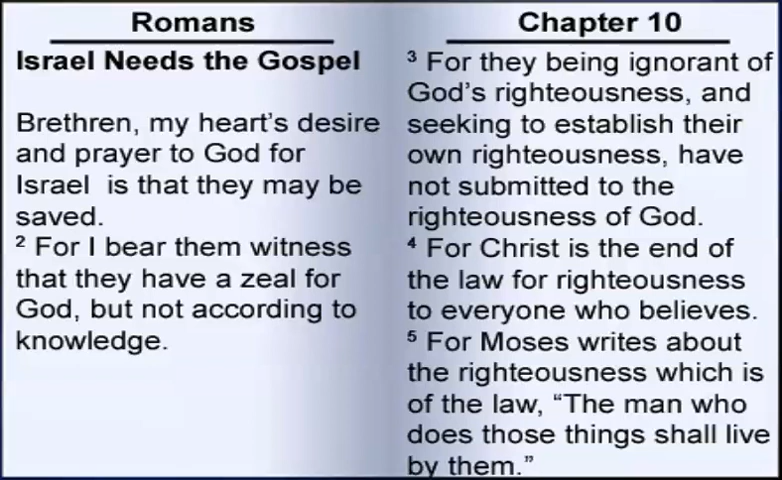 Romans
Israel Needs the Gospel
Brethren, my heart's desire
and prayer to God for
Israel is that they may be
saved.
² For I bear them witness
that they have a zeal for
God, but not according to
knowledge.
Chapter 10
³ For they being ignorant of
God's righteousness, and
seeking to establish their
own righteousness, have
not submitted to the
righteousness of God.
⁴ For Christ is the end of
the law for righteousness
to everyone who believes.
⁵ For Moses writes about
the righteousness which is
of the law, “The man who
does those things shall live
by them.”